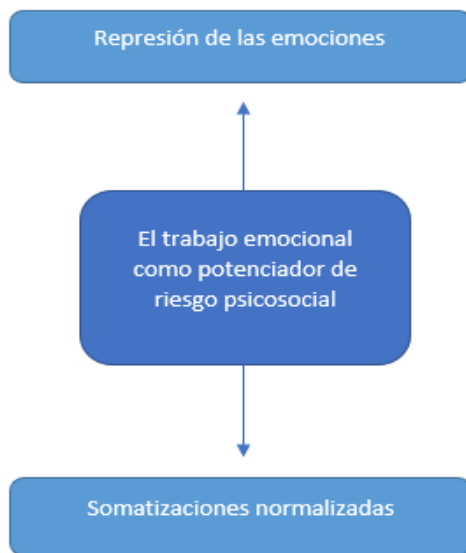 Represión de las emociones
El trabajo emocional
como potenciador de
riesgo psicosocial
Somatizaciones normalizadas